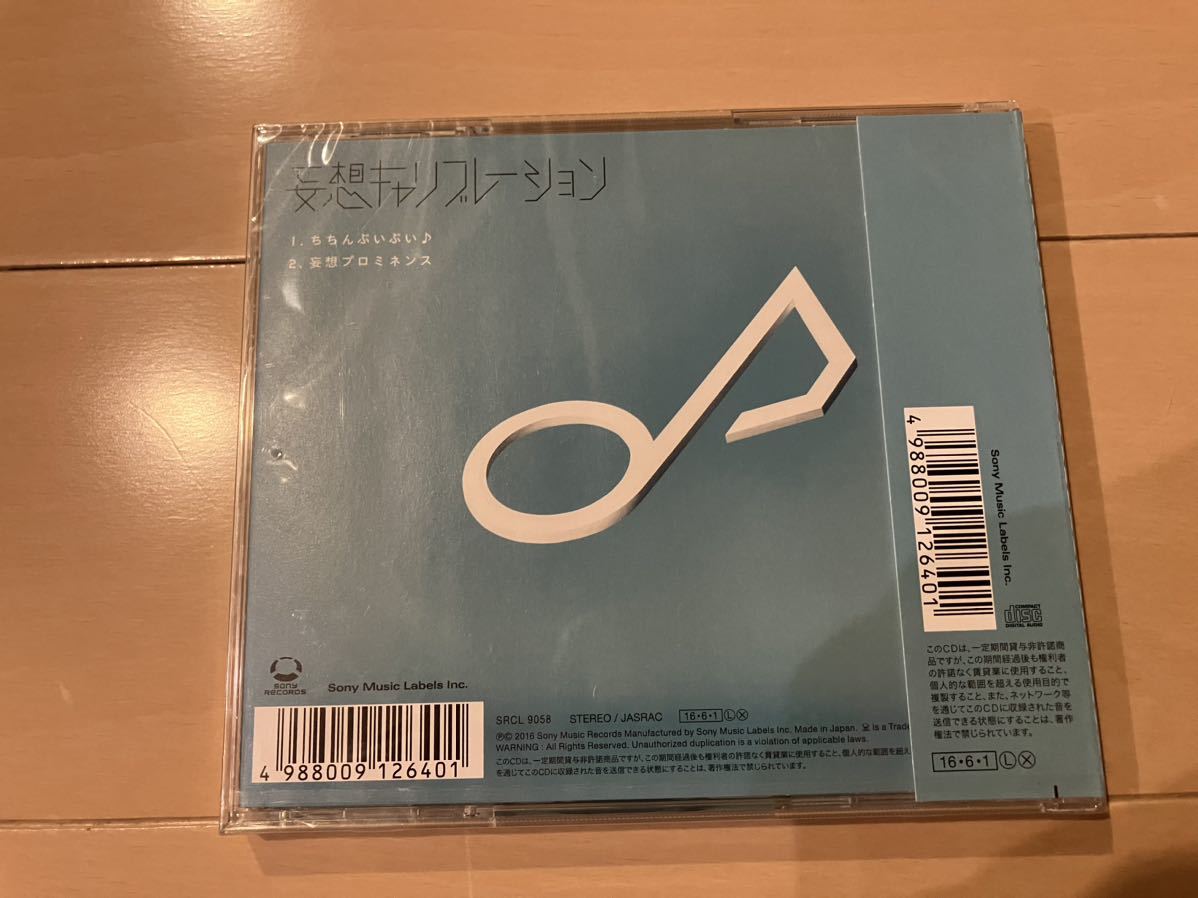 妄想キャリブレーション
1. ちちんぷいぷい♪
2. 妄想プロミネンス
SONY
RECORDS
Sony Music Labels Inc.
4 988009 126401
SRCL 9058 STEREO / JASRAC 16・6・1 Ⓛ Ⓧ
Ⓟ© 2016 Sony Music Records Manufactured by Sony Music Labels Inc. Made in Japan. is a Trade
WARNING : All Rights Reserved. Unauthorized duplication is a violation of applicable laws.
このCDは、一定期間貸与非許諾商品ですが、この期間経過後も権利者の許諾なく賃貸業に使用すること、個人的な範囲を超え
を通じてこのCDに収録された音を送信できる状態にすることは、著作権法で禁じられています。
4 988009 126401
Sony Music Labels Inc.
COMPACT
disc
DIGITAL AUDIO
このCDは、一定期間貸与非許諾商
品ですが、この期間経過後も権利者
の許諾なく賃貸業に使用すること、
個人的な範囲を超える使用目的で
複製すること、また、ネットワーク等
を通じてこのCDに収録された音を
送信できる状態にすることは、著作
権法で禁じられています。
16・6・1 Ⓛ Ⓧ